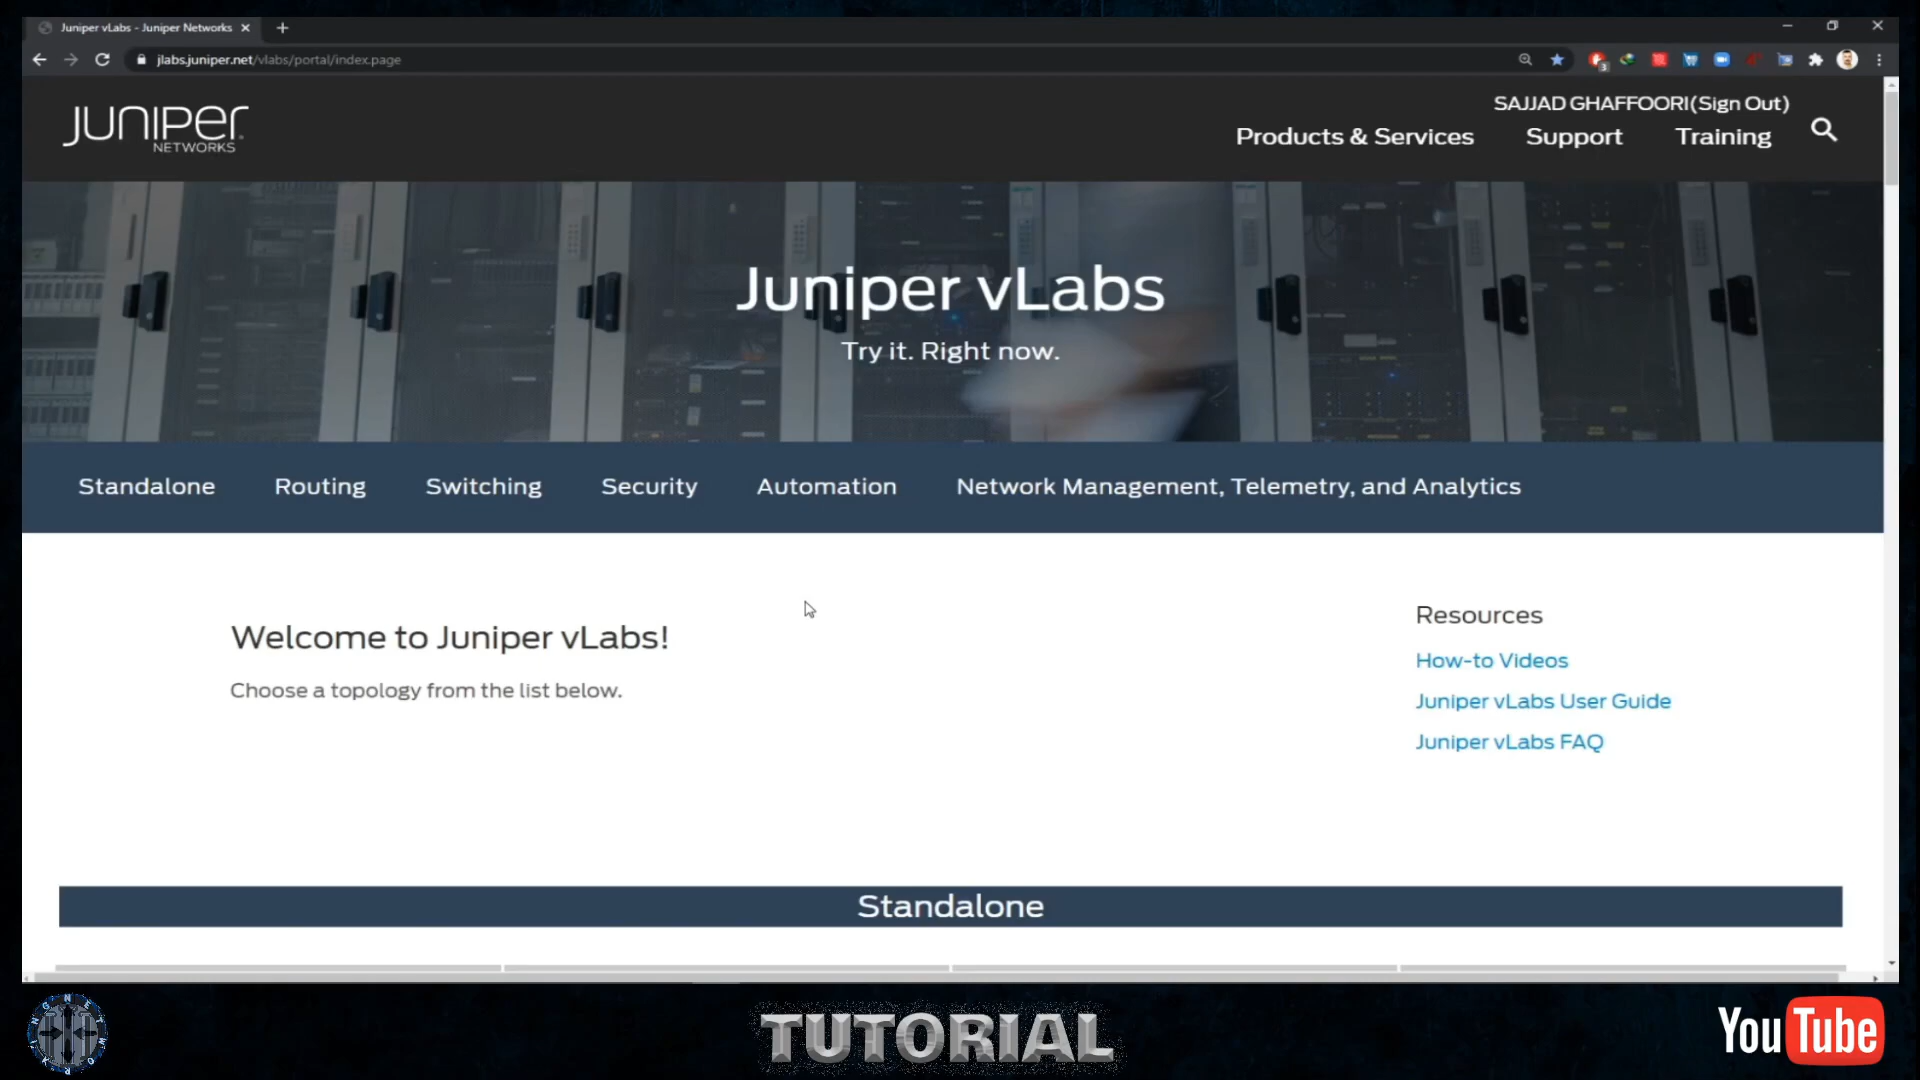 Juniper vLabs - Juniper Networks
jlabs.juniper.net/vlabs/portal/index.page
3
JUNIPER
NETWORKS
SAJJAD GHAFFOORI(Sign Out)
Products & Services Support Training
Juniper vLabs
Try it. Right now.
Standalone Routing Switching Security Automation Network Management, Telemetry, and Analytics
Welcome to Juniper vLabs!
Choose a topology from the list below.
Resources
How-to Videos
Juniper vLabs User Guide
Juniper vLabs FAQ
Standalone
TUTORIAL
YouTube